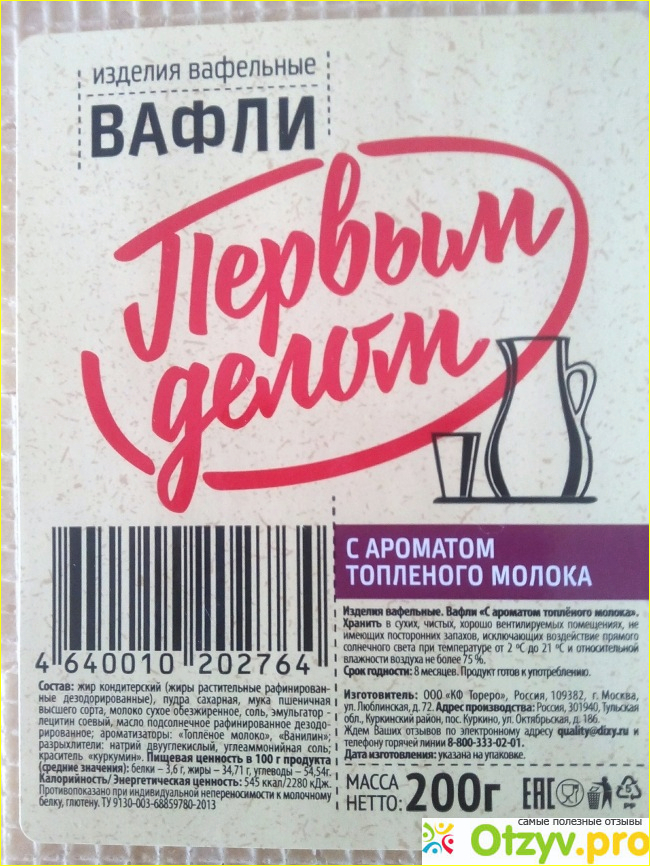 изделия вафельные
ВАФЛИ
Первым
делом
С АРОМАТОМ
ТОПЛЕНОГО МОЛОКА
Изделия вафельные. Вафли «С ароматом топлёного молока».
Хранить в сухих, чистых, хорошо вентилируемых помещениях, не
имеющих посторонних запахов, исключающих воздействие прямого
солнечного света при температуре от 2 °С до 21 °С и относительной
влажности воздуха не более 75 %.
Срок годности: 8 месяцев. Продукт готов к употреблению.
Изготовитель: ООО «КФ Тореро», Россия, 109382, г. Москва,
ул. Люблинская, д. 72. Адрес производства: Россия, 301940, Тульская
обл., Куркинский район, пос. Куркино, ул. Октябрьская, д. 186.
Ждем Ваших отзывов по электронному адресу quality@dixy.ru и
телефону горячей линии 8-800-333-02-01.
Дата изготовления: указана на упаковке.
4 640010 202764
Состав: жир кондитерский (жиры растительные рафинирован-
ные дезодорированные), пудра сахарная, мука пшеничная
высшего сорта, молоко сухое обезжиренное, соль, эмульгатор -
лецитин соевый, масло подсолнечное рафинированное дезодо-
рированное; ароматизаторы: «Топлёное молоко», «Ванилин»;
разрыхлители: натрий двууглекислый, углеаммонийная соль;
краситель «куркумин». Пищевая ценность в 100 г продукта
(средние значения): белки – 3,6 г, жиры – 34,71 г, углеводы – 54,54г.
Калорийность/ Энергетическая ценность: 545 ккал/2280 кДж.
Противопоказано при индивидуальной непереносимости к молочному
белку, глютену. ТУ 9130-003-68859780-2013
МАССА
НЕТТО: 200г
EAC
5
PP
самые полезные отзывы
Otzyv.pro